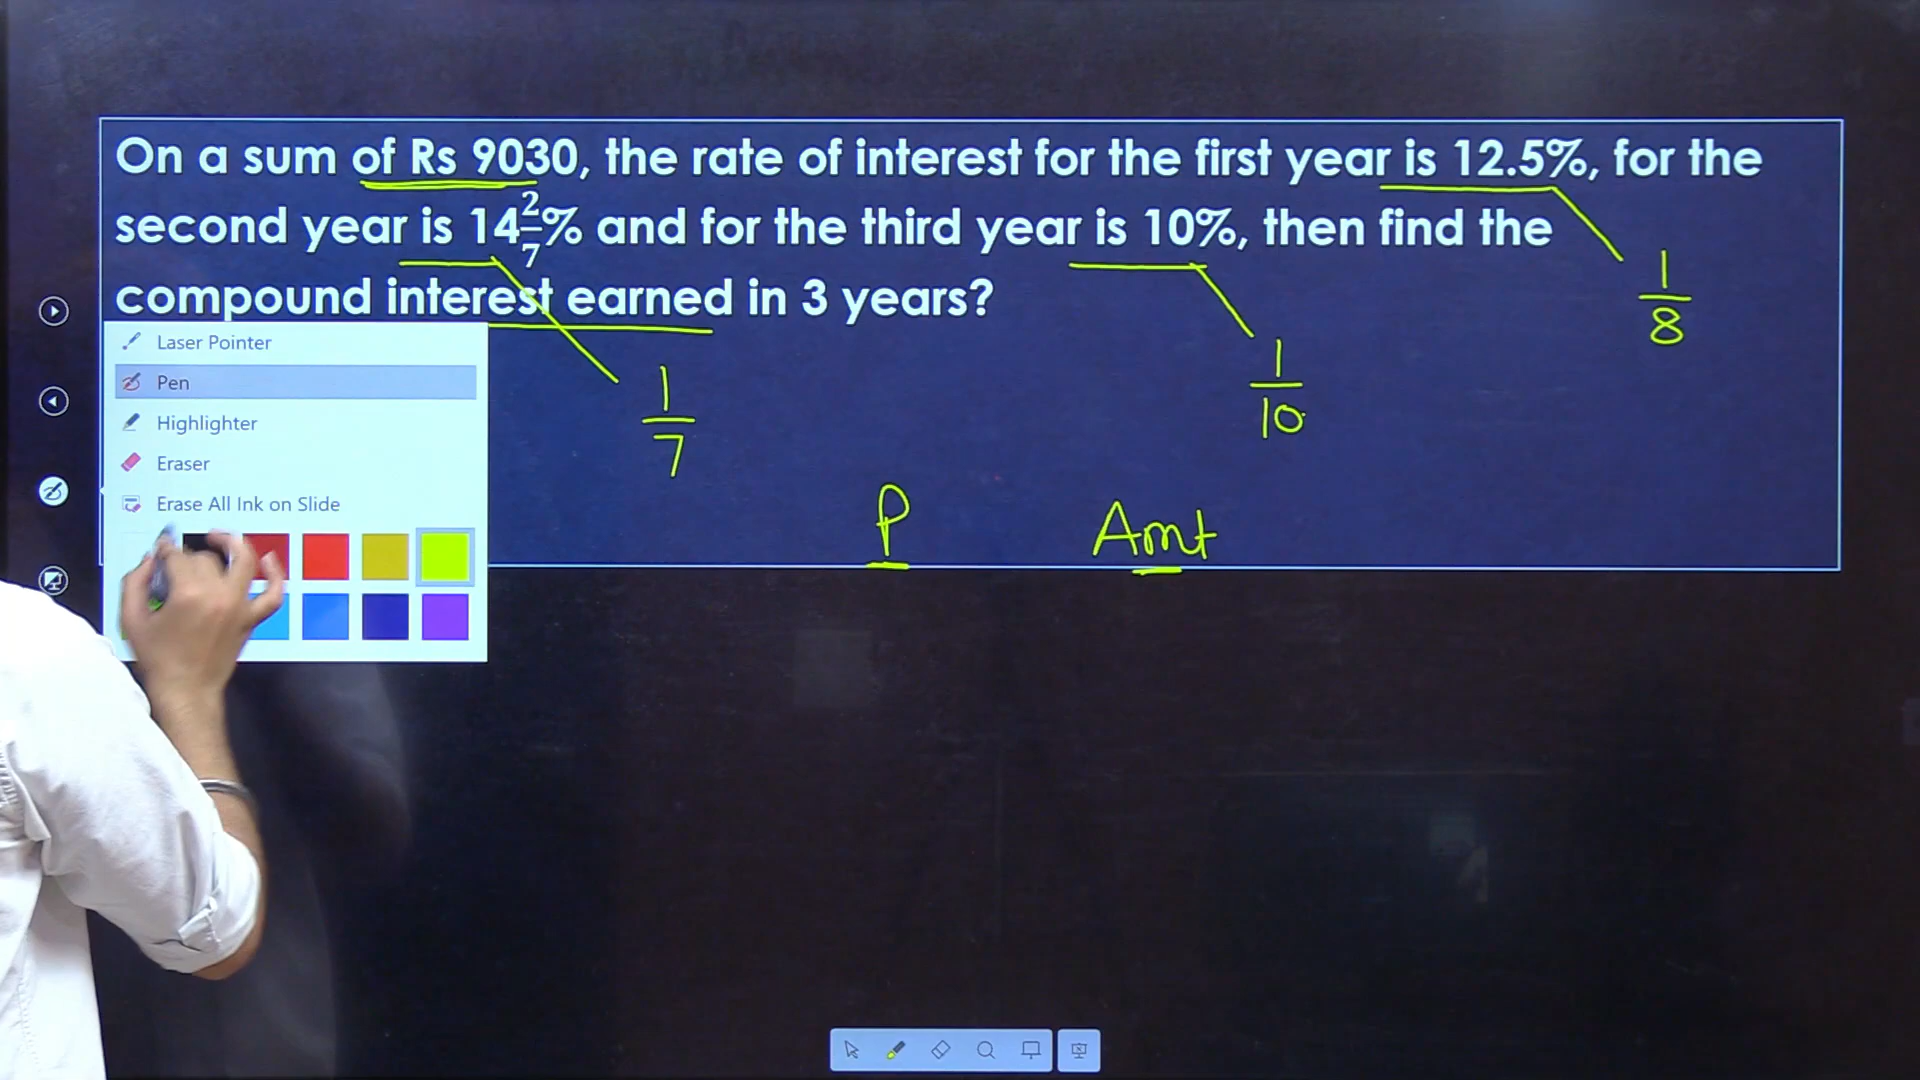 On a sum of Rs 9030, the rate of interest for the first year is 12.5%, for the
second year is 14 2/7% and for the third year is 10%, then find the
compound interest earned in 3 years?
1/8
1/10
1/7
P Amt
Laser Pointer
Pen
Highlighter
Eraser
Erase All Ink on Slide